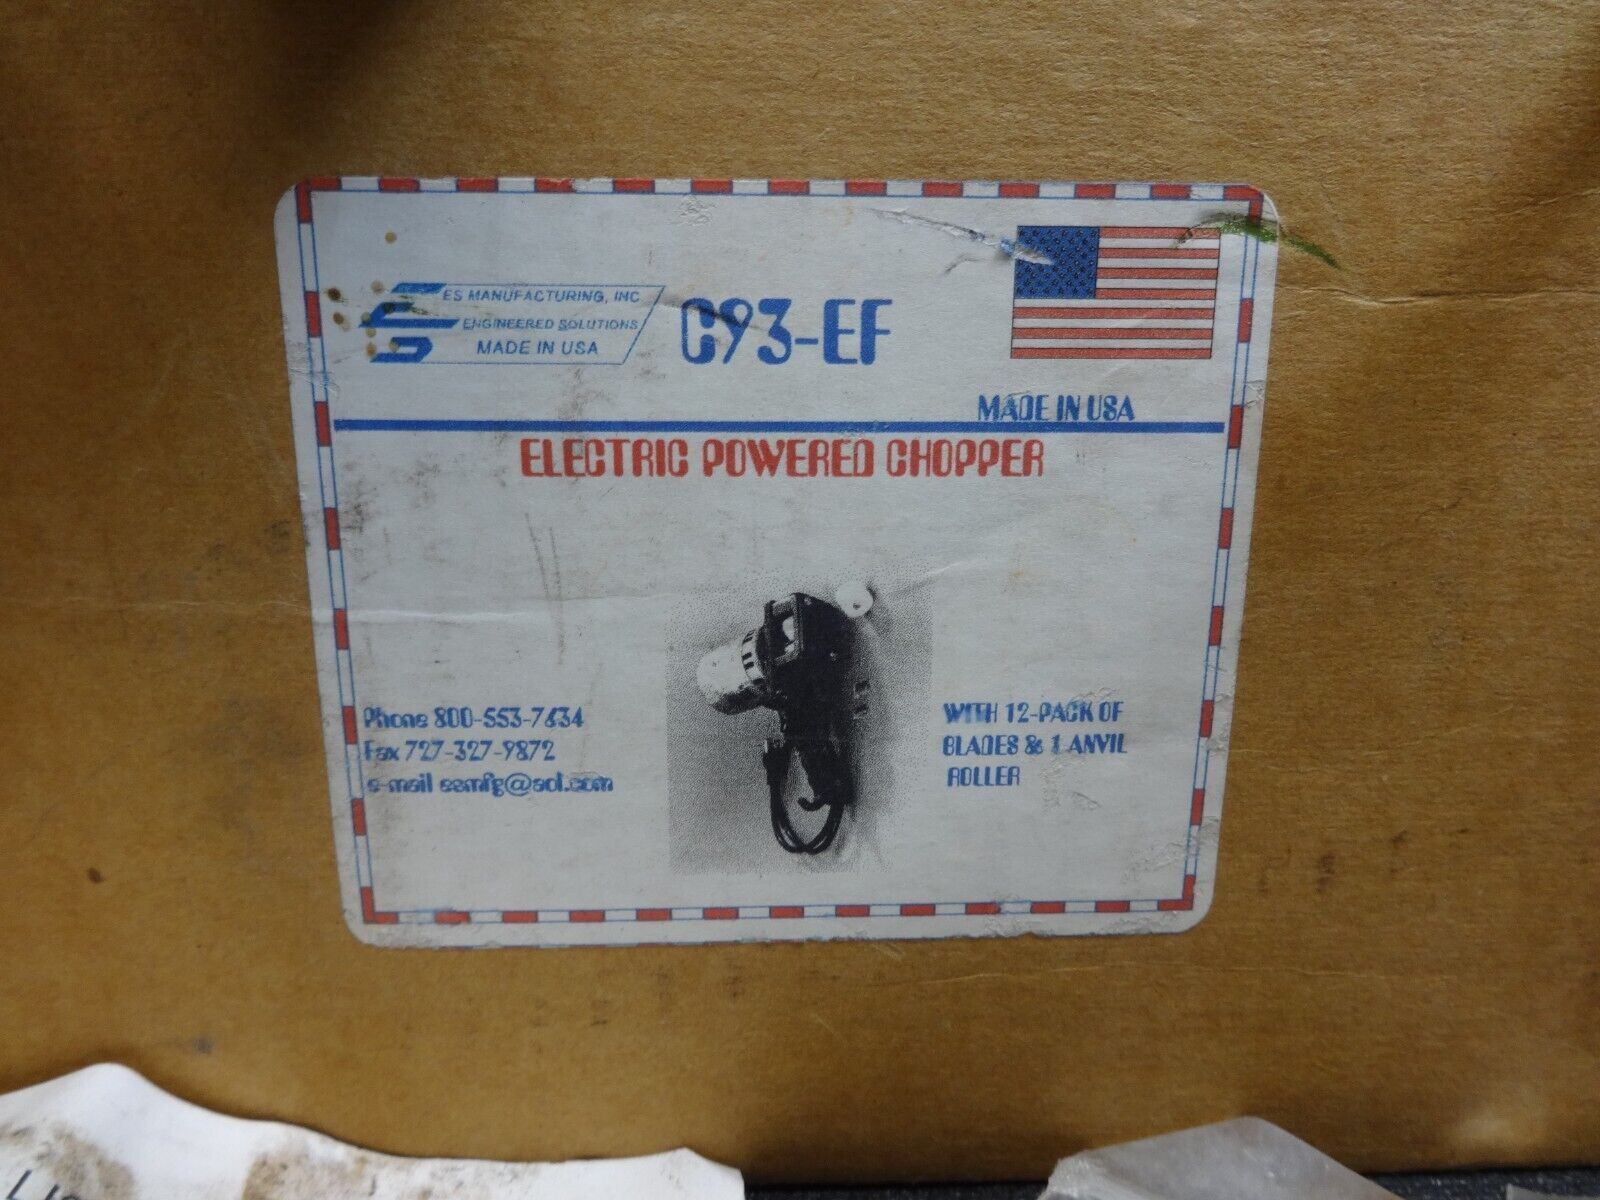 ES MANUFACTURING, INC
ENGINEERED SOLUTIONS
MADE IN USA
C93-EF
MADE IN USA
ELECTRIC POWERED CHOPPER
Phone 800-553-7634
Fax 727-327-9872
e-mail esmfg@aol.com
WITH 12-PACK OF
BLADES & 1 ANVIL
ROLLER